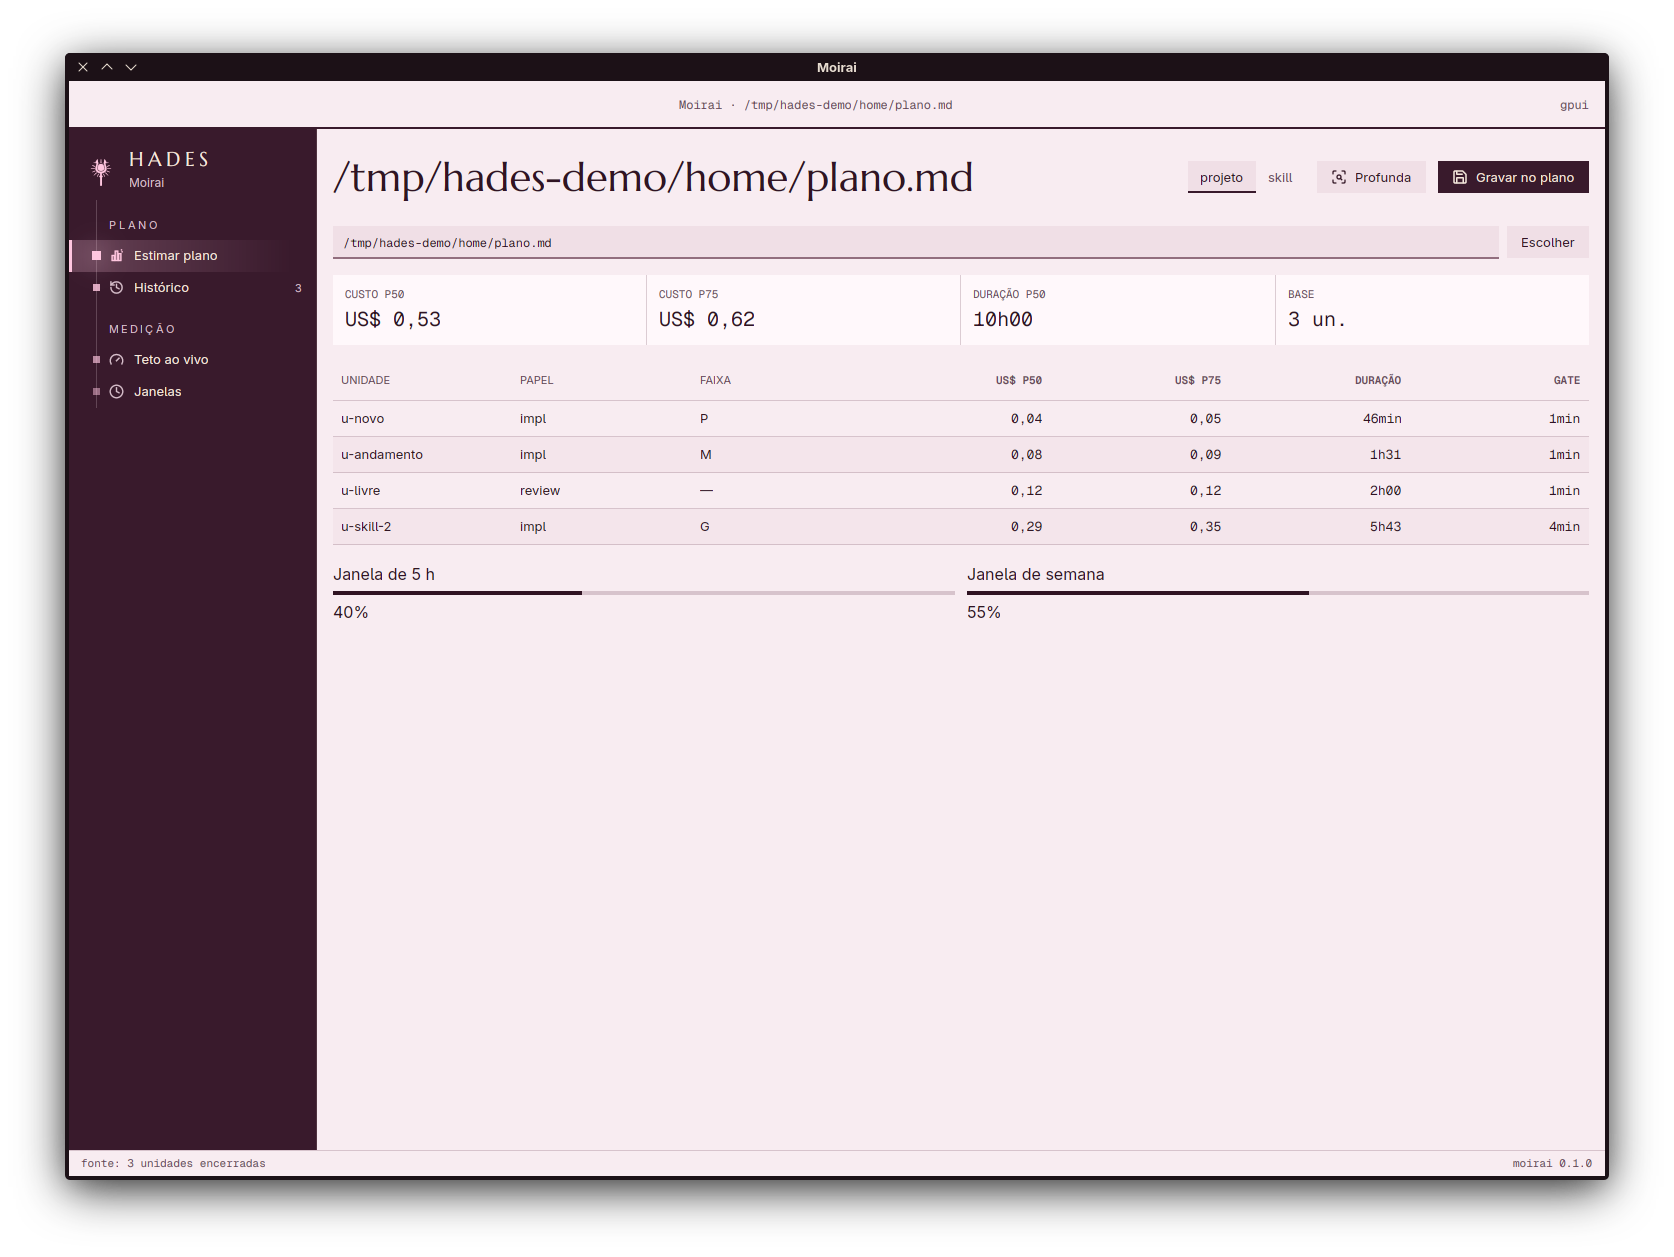 Moirai
Moirai · /tmp/hades-demo/home/plano.md
gpui
HADES
Moirai
PLANO
Estimar plano
Histórico 3
MEDIÇÃO
Teto ao vivo
Janelas
/tmp/hades-demo/home/plano.md
projeto skill Profunda Gravar no plano
/tmp/hades-demo/home/plano.md Escolher
CUSTO P50 CUSTO P75 DURAÇÃO P50 BASE
US$ 0,53 US$ 0,62 10h00 3 un.
UNIDADE PAPEL FAIXA US$ P50 US$ P75 DURAÇÃO GATE
u-novo impl P 0,04 0,05 46min 1min
u-andamento impl M 0,08 0,09 1h31 1min
u-livre review — 0,12 0,12 2h00 1min
u-skill-2 impl G 0,29 0,35 5h43 4min
Janela de 5 h Janela de semana
40% 55%
fonte: 3 unidades encerradas moirai 0.1.0